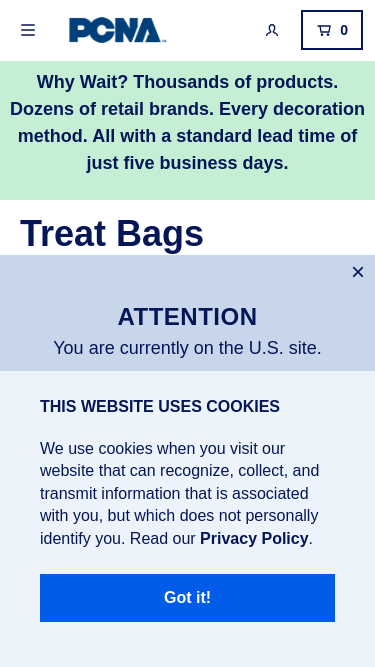 PCNA
0
Why Wait? Thousands of products.
Dozens of retail brands. Every decoration
method. All with a standard lead time of
just five business days.
Treat Bags
ATTENTION
You are currently on the U.S. site.
THIS WEBSITE USES COOKIES
We use cookies when you visit our
website that can recognize, collect, and
transmit information that is associated
with you, but which does not personally
identify you. Read our Privacy Policy.
Got it!